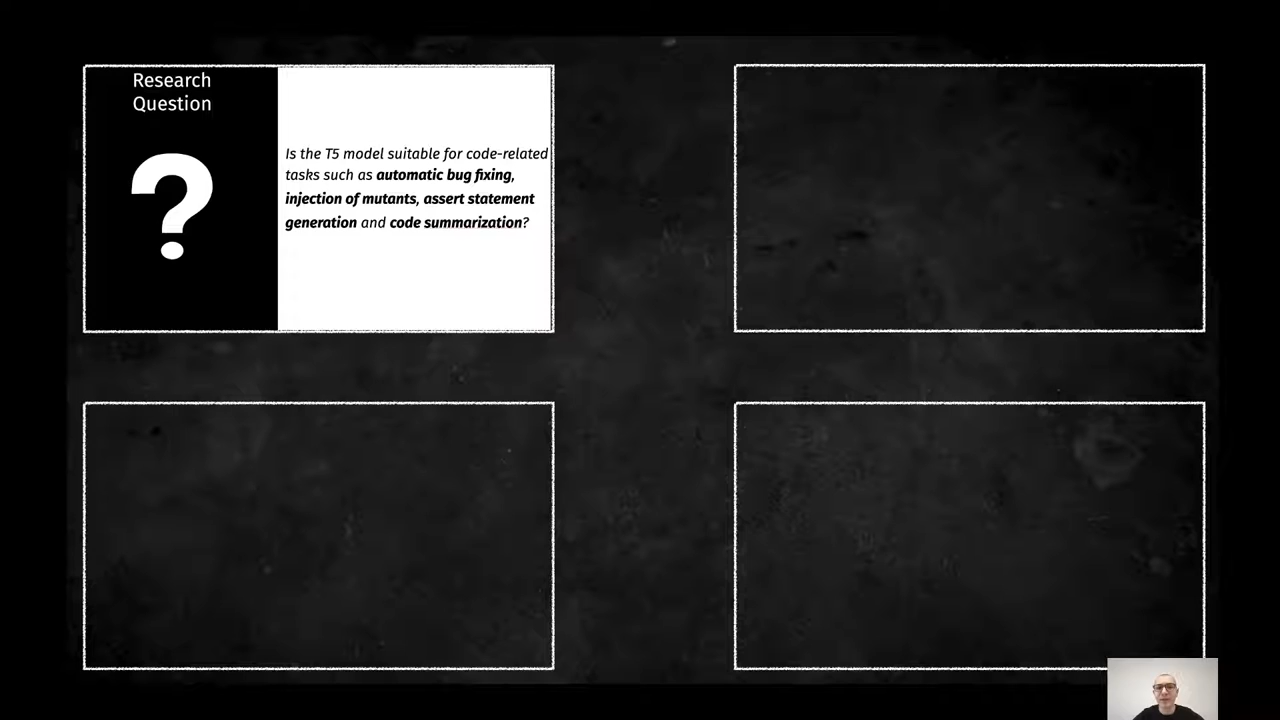 Research
Question
?
Is the T5 model suitable for code-related
tasks such as automatic bug fixing,
injection of mutants, assert statement
generation and code summarization?